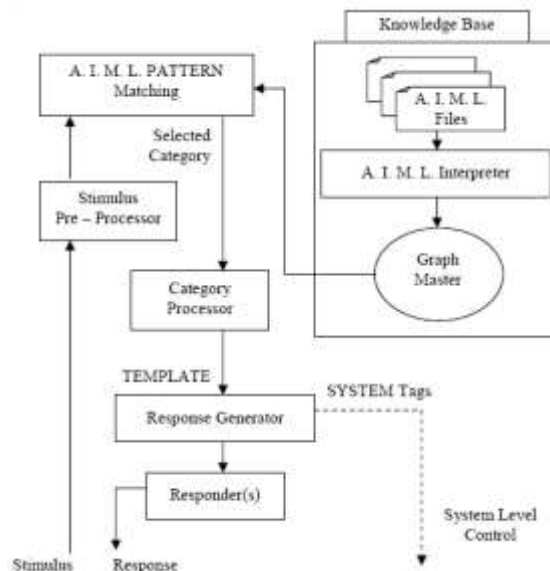 Knowledge Base
A. I. M. L. PATTERN
Matching
A. I. M. L.
Files
Selected
Category
A. I. M. L. Interpreter
Stimulus
Pre – Processor
Graph
Master
Category
Processor
TEMPLATE
SYSTEM Tags
Response Generator
Responder(s)
System Level
Control
Stimulus
Response